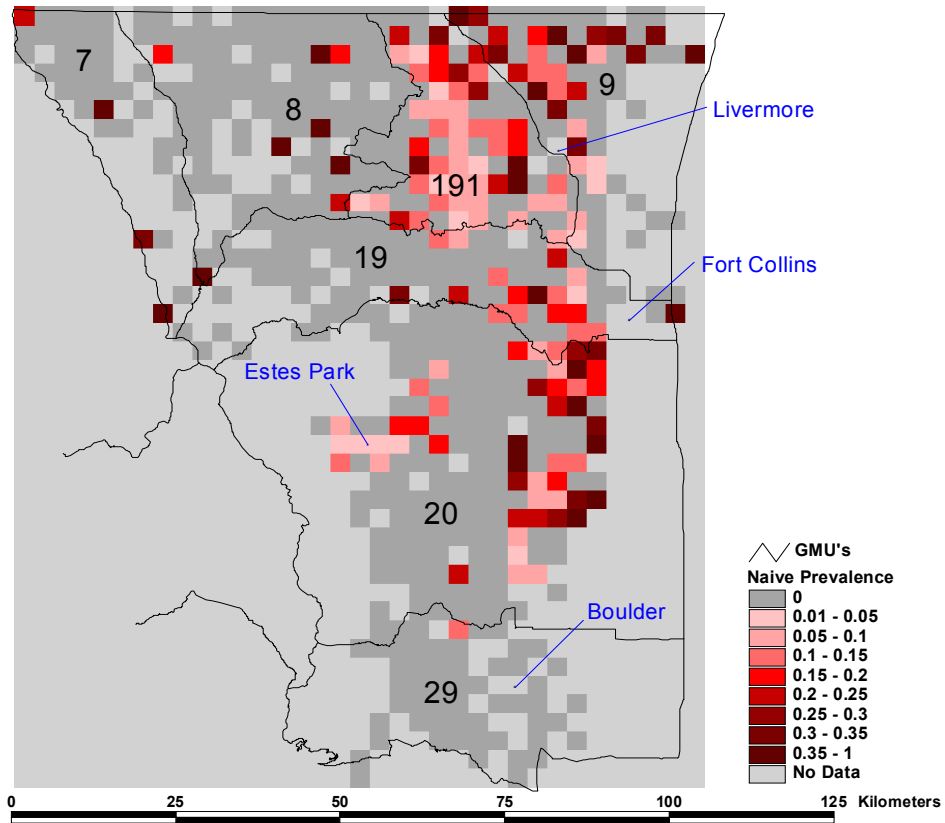 7
8
9
Livermore
191
19
Fort Collins
Estes Park
20
GMU's
Naive Prevalence
0
0.01 - 0.05
0.05 - 0.1
0.1 - 0.15
0.15 - 0.2
0.2 - 0.25
0.25 - 0.3
0.3 - 0.35
0.35 - 1
No Data
Boulder
29
0 25 50 75 100 125 Kilometers